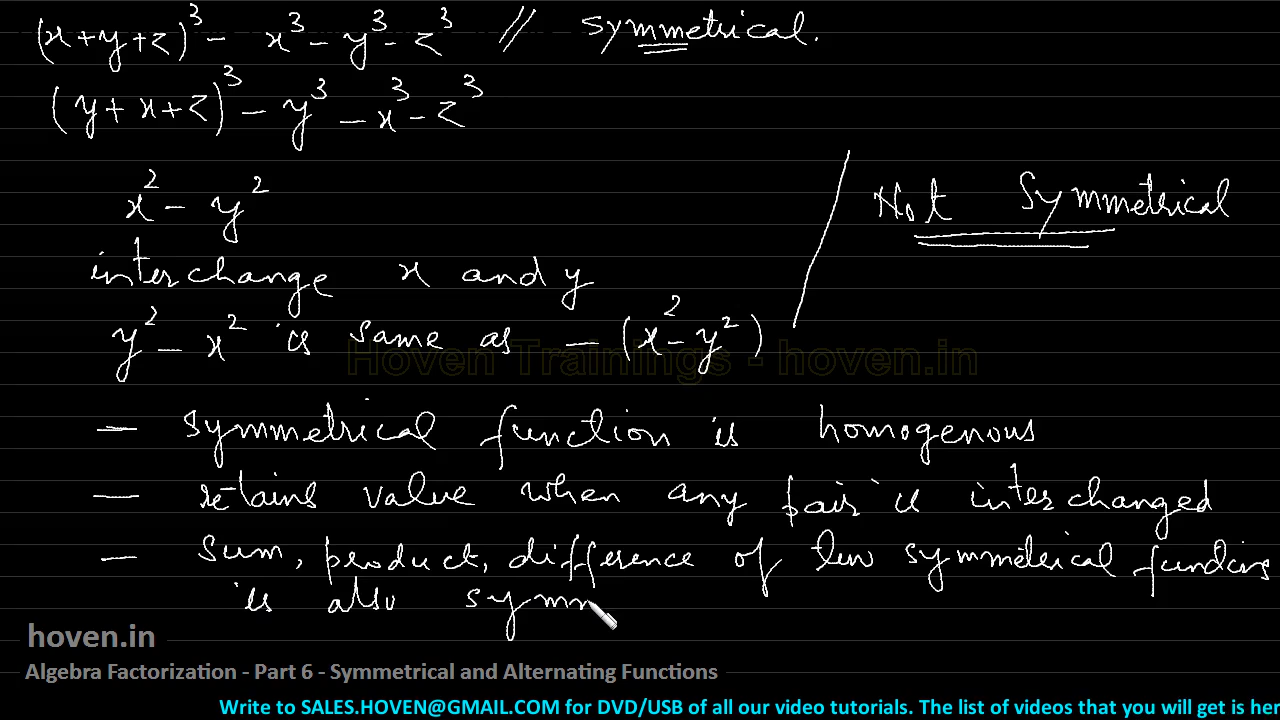 (x+y+z)³ - x³ - y³ - z³ // symmetrical.
(y+x+z)³ - y³ - x³ - z³
x² - y²
Not Symmetrical
interchange x and y
y² - x² is same as - (x² - y²)
Hoven Trainings - hoven.in
— symmetrical function is homogenous
— retains value when any pair is interchanged
— sum, product, difference of two symmetrical functions
is also symm
hoven.in
Algebra Factorization - Part 6 - Symmetrical and Alternating Functions
Write to SALES.HOVEN@GMAIL.COM for DVD/USB of all our video tutorials. The list of videos that you will get is her